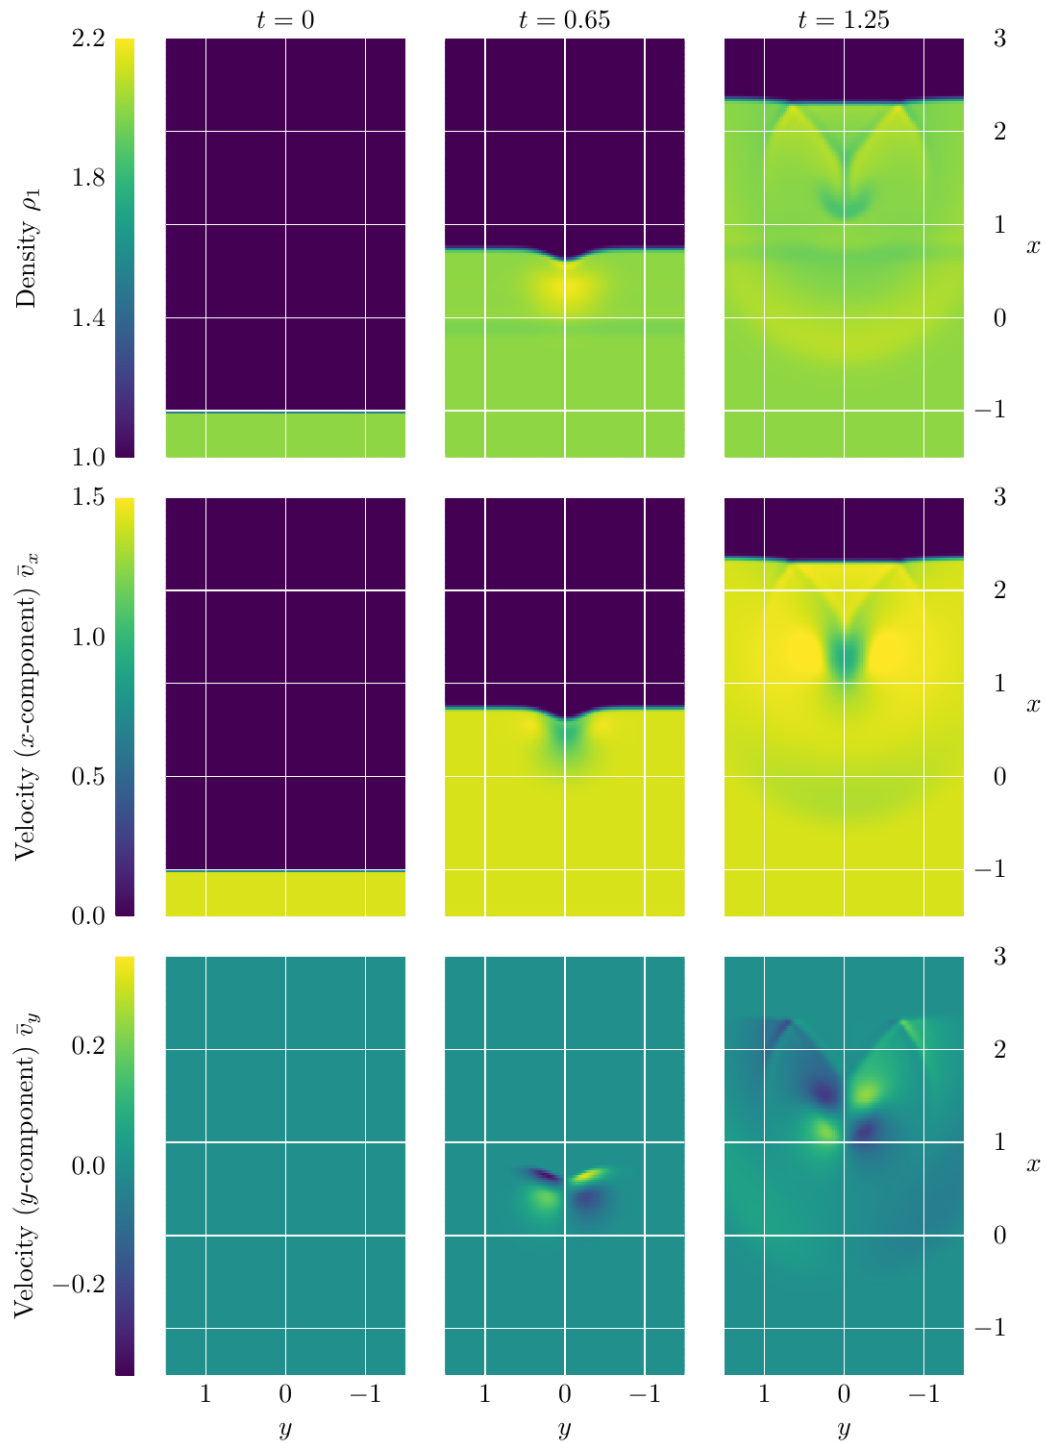 t = 0
t = 0.65
t = 1.25
Density ρ₁
2.2
1.8
1.4
1.0
3
2
1
0
−1
x
Velocity (x-component) v̄ₓ
1.5
1.0
0.5
0.0
3
2
1
0
−1
x
Velocity (y-component) v̄_y
0.2
0.0
−0.2
3
2
1
0
−1
x
1 0 −1
1 0 −1
1 0 −1
y
y
y